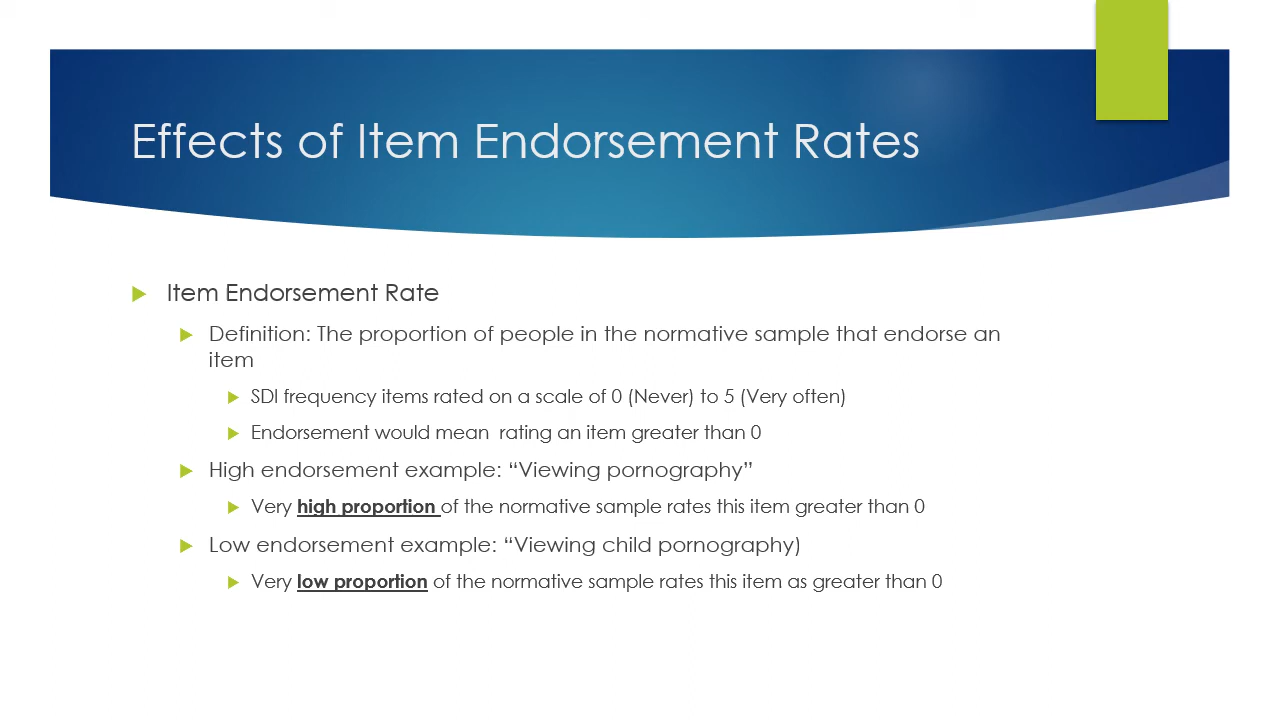 Effects of Item Endorsement Rates
Item Endorsement Rate
Definition: The proportion of people in the normative sample that endorse an
item
SDI frequency items rated on a scale of 0 (Never) to 5 (Very often)
Endorsement would mean  rating an item greater than 0
High endorsement example: “Viewing pornography”
Very high proportion of the normative sample rates this item greater than 0
Low endorsement example: “Viewing child pornography)
Very low proportion of the normative sample rates this item as greater than 0